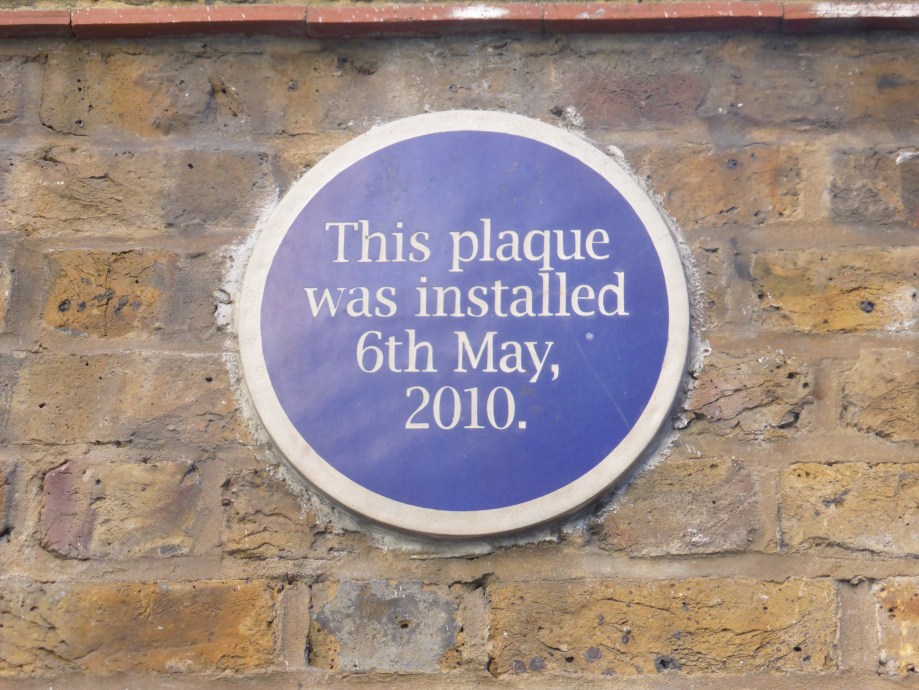 This plaque
was installed
6th May,
2010.